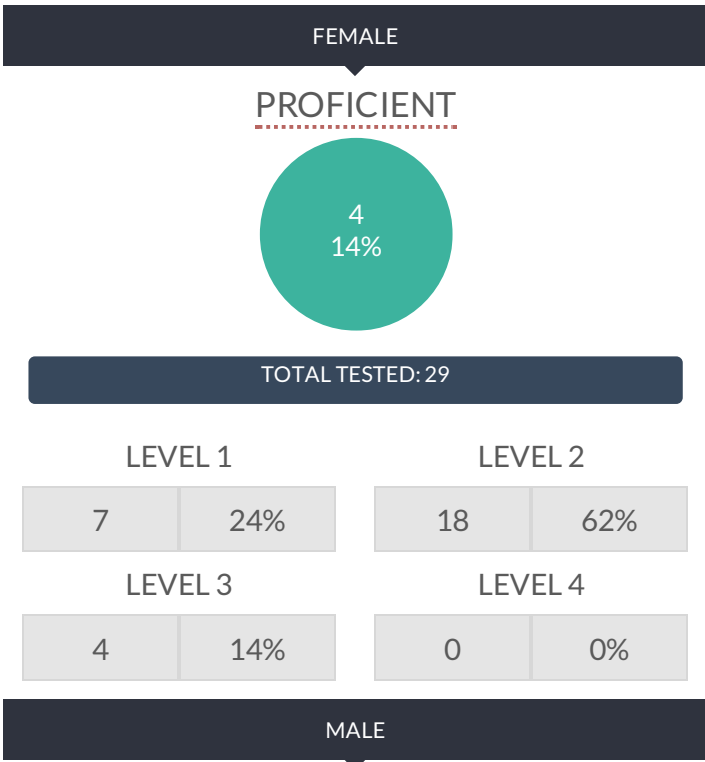 FEMALE
PROFICIENT
4
14%
TOTAL TESTED: 29
LEVEL 1 LEVEL 2
7 24% 18 62%
LEVEL 3 LEVEL 4
4 14% 0 0%
MALE